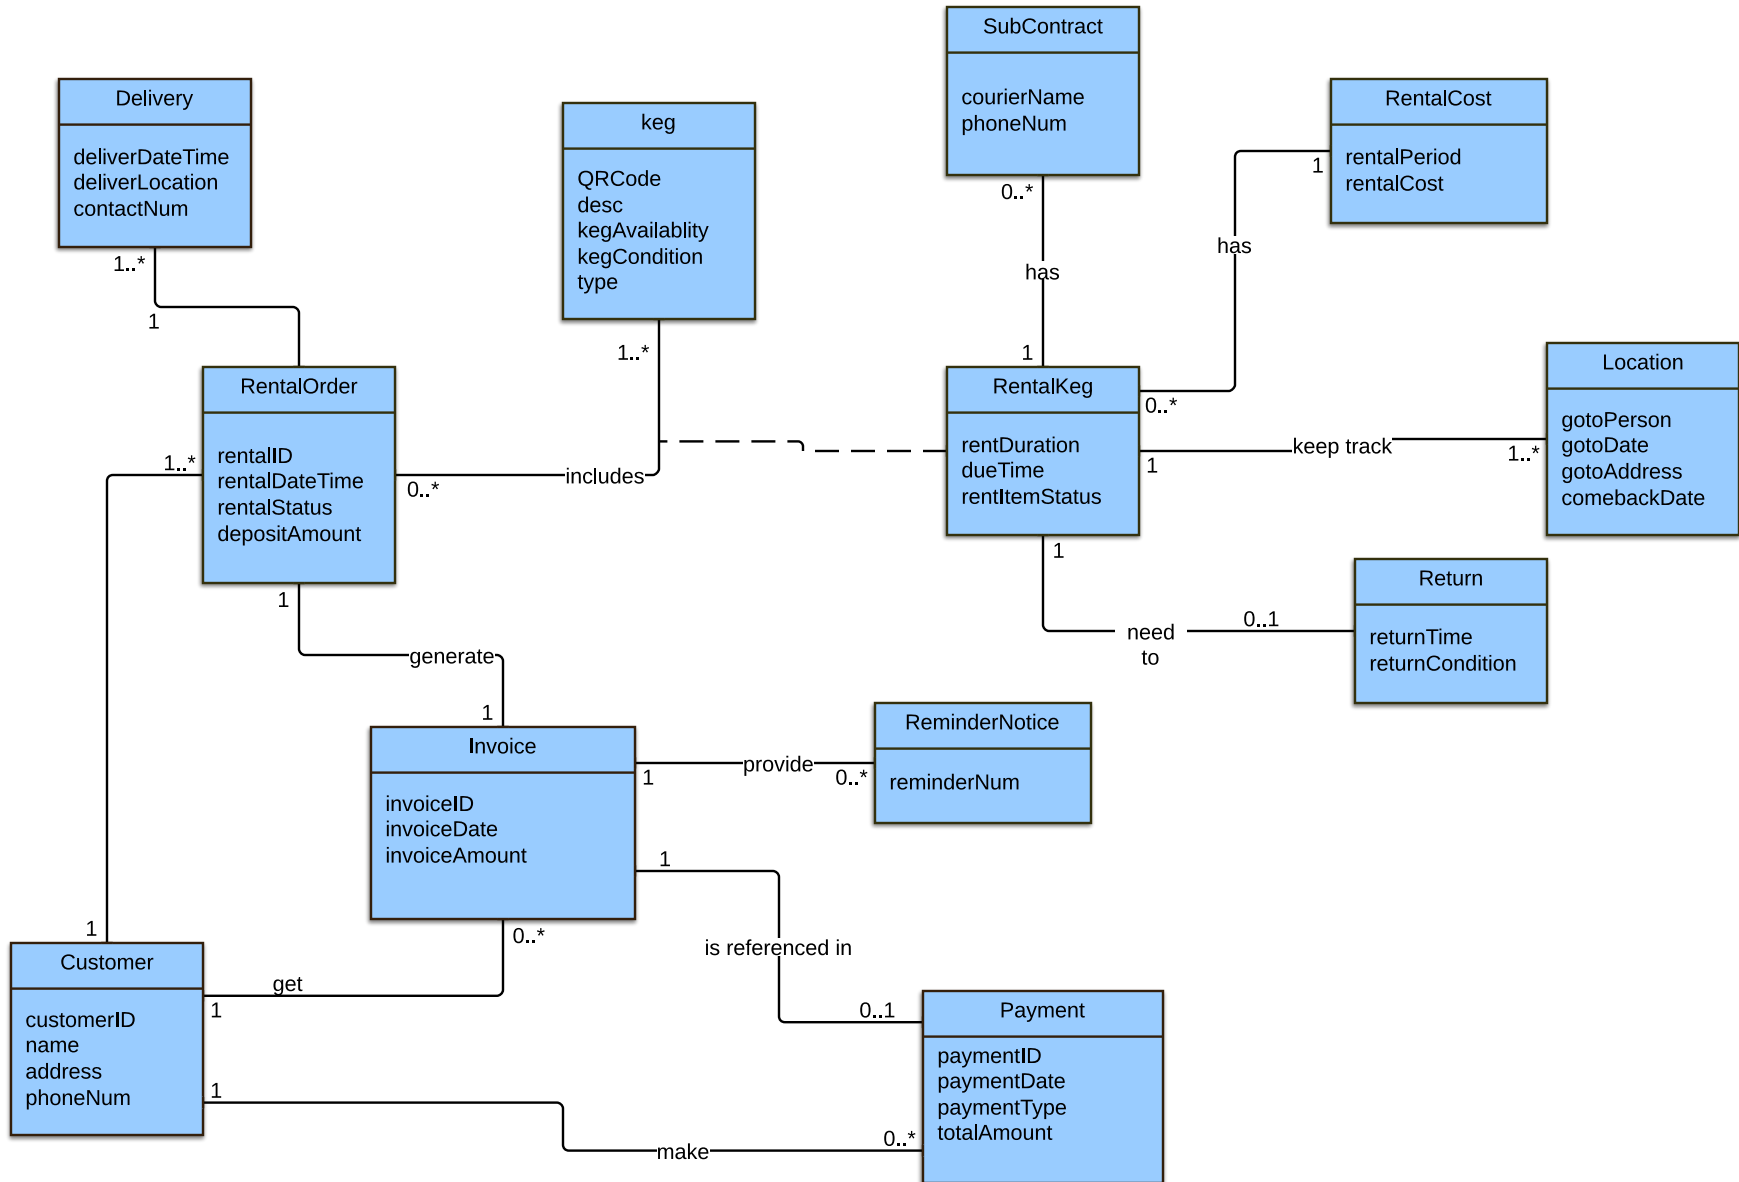 SubContract
courierName
phoneNum
0..*
has
1
Delivery
deliverDateTime
deliverLocation
contactNum
1..*
1
keg
QRCode
desc
kegAvailablity
kegCondition
type
1..*
RentalCost
rentalPeriod
rentalCost
1
has
0..*
RentalOrder
rentalID
rentalDateTime
rentalStatus
depositAmount
1..*
0..*
includes
1
RentalKeg
rentDuration
dueTime
rentItemStatus
1
keep track
1..*
Location
gotoPerson
gotoDate
gotoAddress
comebackDate
1
need
to
0..1
Return
returnTime
returnCondition
generate
1
Invoice
invoiceID
invoiceDate
invoiceAmount
1
provide
0..*
ReminderNotice
reminderNum
1
is referenced in
0..1
0..*
1
Customer
customerID
name
address
phoneNum
get
1
1
make
0..*
Payment
paymentID
paymentDate
paymentType
totalAmount